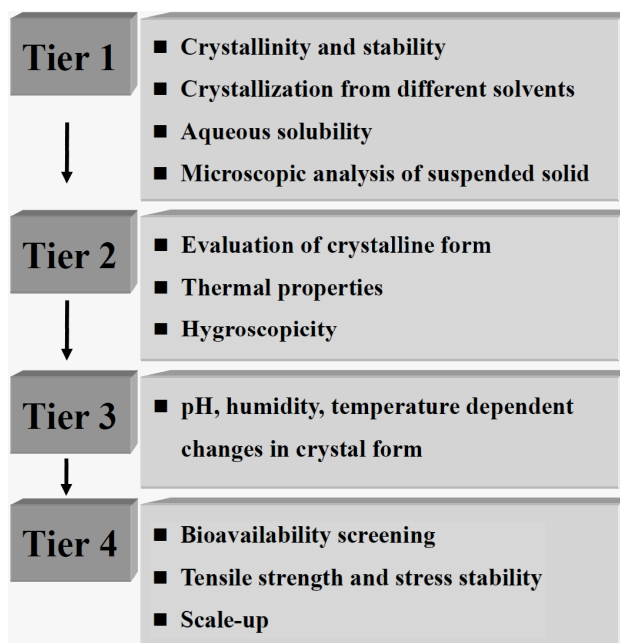 Tier 1
■ Crystallinity and stability
■ Crystallization from different solvents
■ Aqueous solubility
■ Microscopic analysis of suspended solid
Tier 2
■ Evaluation of crystalline form
■ Thermal properties
■ Hygroscopicity
Tier 3
■ pH, humidity, temperature dependent
changes in crystal form
Tier 4
■ Bioavailability screening
■ Tensile strength and stress stability
■ Scale-up